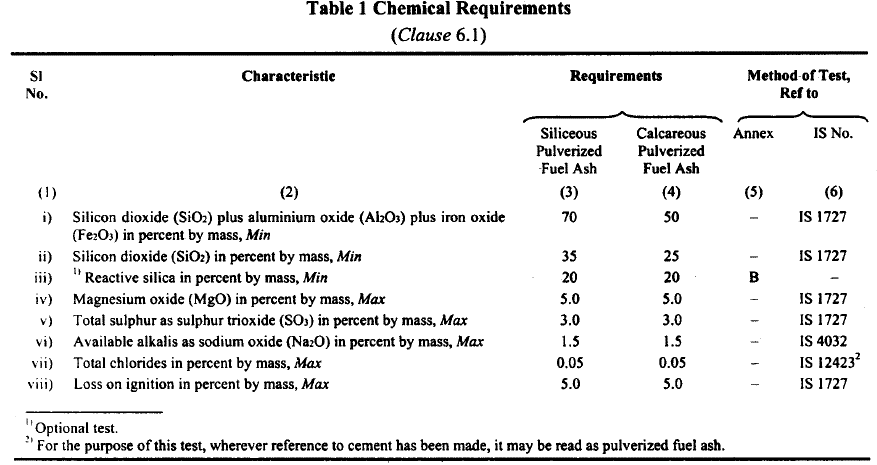 Table 1 Chemical Requirements
(Clause 6.1)
Sl No. Characteristic Requirements Method of Test, Ref to
Siliceous Pulverized Fuel Ash Calcareous Pulverized Fuel Ash Annex IS No.
(1) (2) (3) (4) (5) (6)
i) Silicon dioxide (SiO2) plus aluminium oxide (Al2O3) plus iron oxide 70 50 – IS 1727
(Fe2O3) in percent by mass, Min
ii) Silicon dioxide (SiO2) in percent by mass, Min 35 25 – IS 1727
iii) 1) Reactive silica in percent by mass, Min 20 20 B –
iv) Magnesium oxide (MgO) in percent by mass, Max 5.0 5.0 – IS 1727
v) Total sulphur as sulphur trioxide (SO3) in percent by mass, Max 3.0 3.0 – IS 1727
vi) Available alkalis as sodium oxide (Na2O) in percent by mass, Max 1.5 1.5 – IS 4032
vii) Total chlorides in percent by mass, Max 0.05 0.05 – IS 124232
viii) Loss on ignition in percent by mass, Max 5.0 5.0 – IS 1727
1) Optional test.
2) For the purpose of this test, wherever reference to cement has been made, it may be read as pulverized fuel ash.